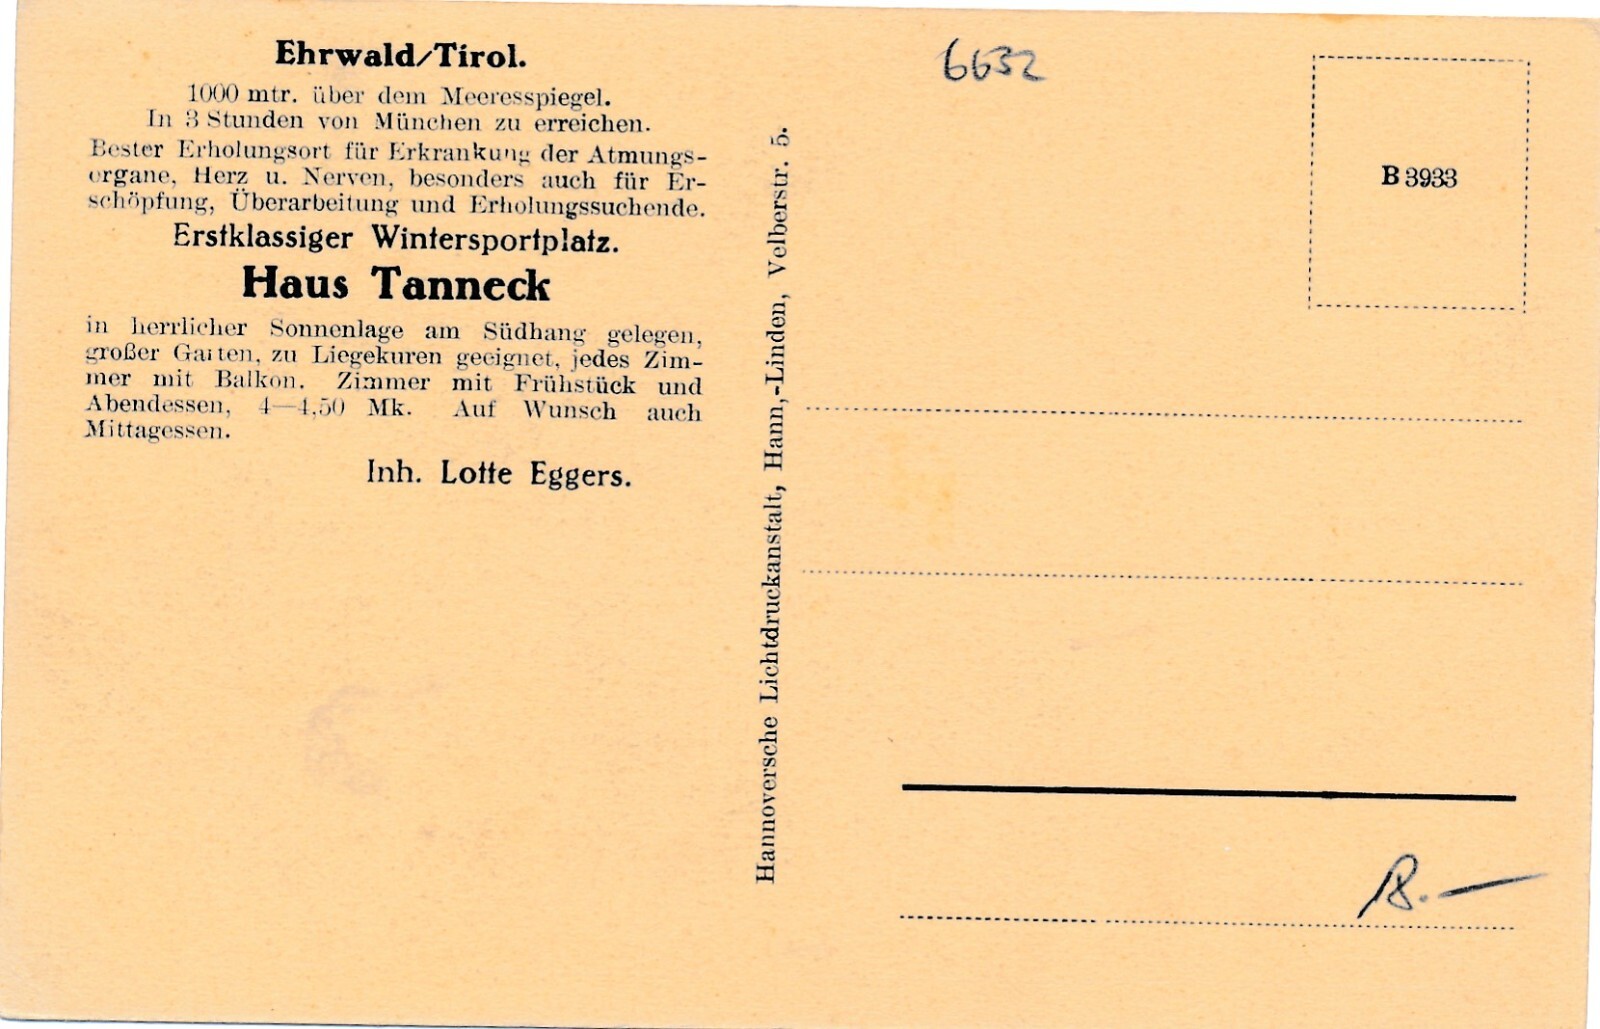 Ehrwald/Tirol.
1000 mtr. über dem Meeresspiegel.
In 3 Stunden von München zu erreichen.
Bester Erholungsort für Erkrankung der Atmungs-
organe, Herz u. Nerven, besonders auch für Er-
schöpfung, Überarbeitung und Erholungssuchende.
Erstklassiger Wintersportplatz.
Haus Tanneck
in herrlicher Sonnenlage am Südhang gelegen,
großer Garten, zu Liegekuren geeignet, jedes Zim-
mer mit Balkon. Zimmer mit Frühstück und
Abendessen, 4—4,50 Mk. Auf Wunsch auch
Mittagessen.
Inh. Lotte Eggers.
Hannoversche Lichtdruckanstalt, Hann,-Linden, Velberstr. 5.
6632
B 3933
18.—